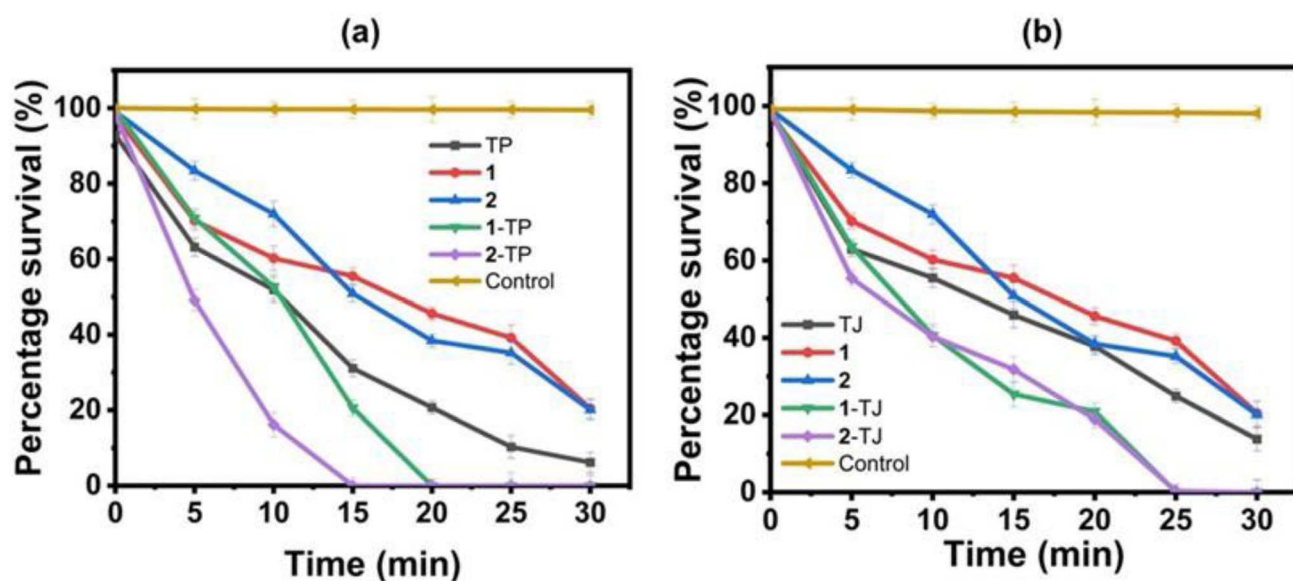 (a)
Percentage survival (%)
100
80
60
40
20
0
TP
1
2
1-TP
2-TP
Control
0 5 10 15 20 25 30
Time (min)
(b)
Percentage survival (%)
100
80
60
40
20
0
TJ
1
2
1-TJ
2-TJ
Control
0 5 10 15 20 25 30
Time (min)